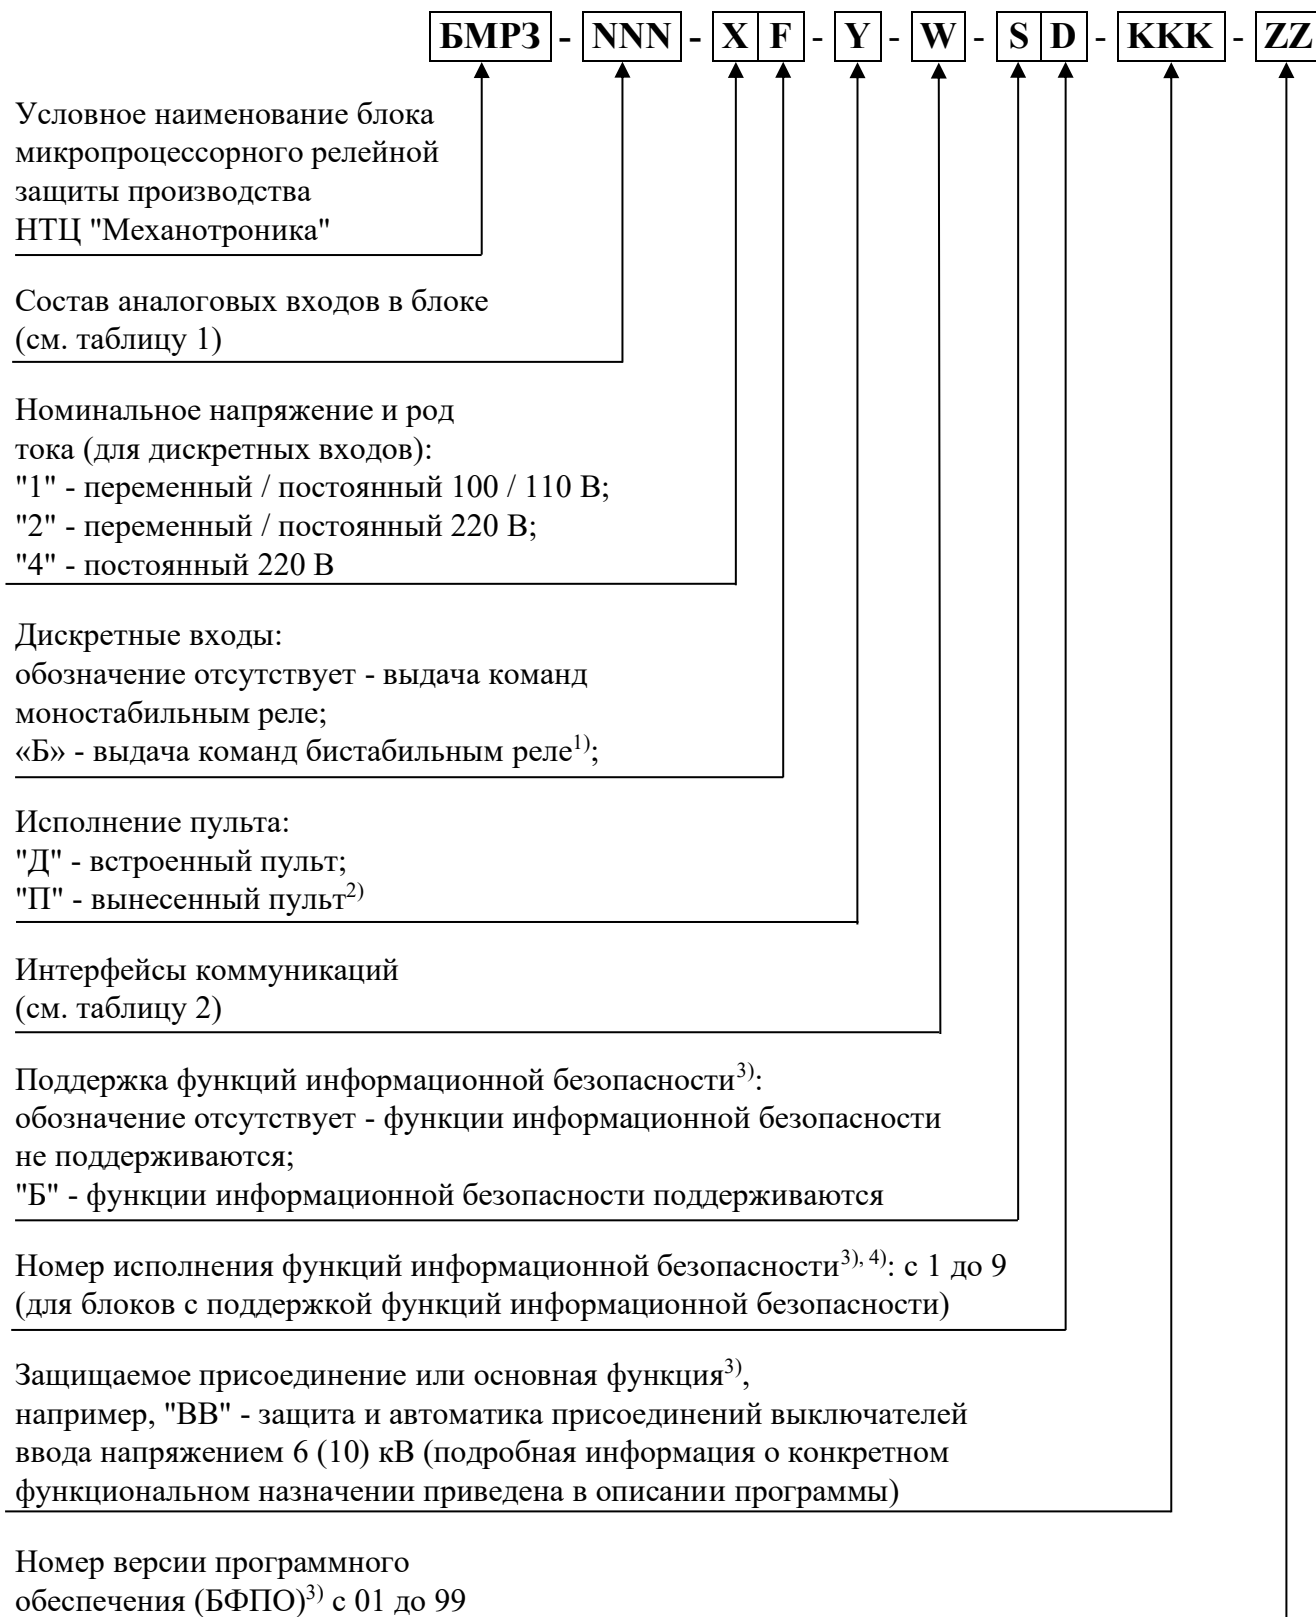 БМРЗ - NNN - X F - Y - W - S D - KKK - ZZ
Условное наименование блока
микропроцессорного релейной
защиты производства
НТЦ "Механотроника"
Состав аналоговых входов в блоке
(см. таблицу 1)
Номинальное напряжение и род
тока (для дискретных входов):
"1" - переменный / постоянный 100 / 110 В;
"2" - переменный / постоянный 220 В;
"4" - постоянный 220 В
Дискретные входы:
обозначение отсутствует - выдача команд
моностабильным реле;
«Б» - выдача команд бистабильным реле1);
Исполнение пульта:
"Д" - встроенный пульт;
"П" - вынесенный пульт2)
Интерфейсы коммуникаций
(см. таблицу 2)
Поддержка функций информационной безопасности3):
обозначение отсутствует - функции информационной безопасности
не поддерживаются;
"Б" - функции информационной безопасности поддерживаются
Номер исполнения функций информационной безопасности3), 4): с 1 до 9
(для блоков с поддержкой функций информационной безопасности)
Защищаемое присоединение или основная функция3),
например, "ВВ" - защита и автоматика присоединений выключателей
ввода напряжением 6 (10) кВ (подробная информация о конкретном
функциональном назначении приведена в описании программы)
Номер версии программного
обеспечения (БФПО)3) с 01 до 99